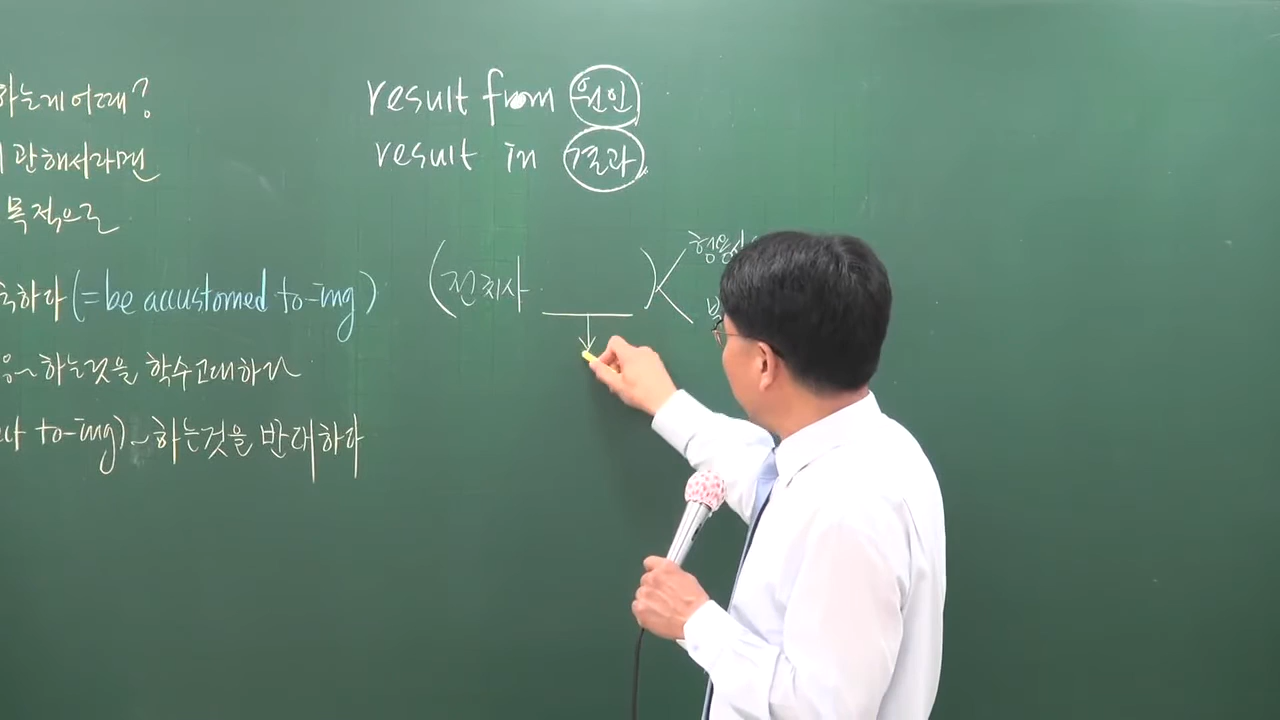 하는게 어때?
관해서라면
목적으로
하다 (= be accustomed to -ing)
~하는것을 학수고대하다
to -ing) ~하는것을 반대하다
result from 원인
result in 결과
(전치사 ___ )